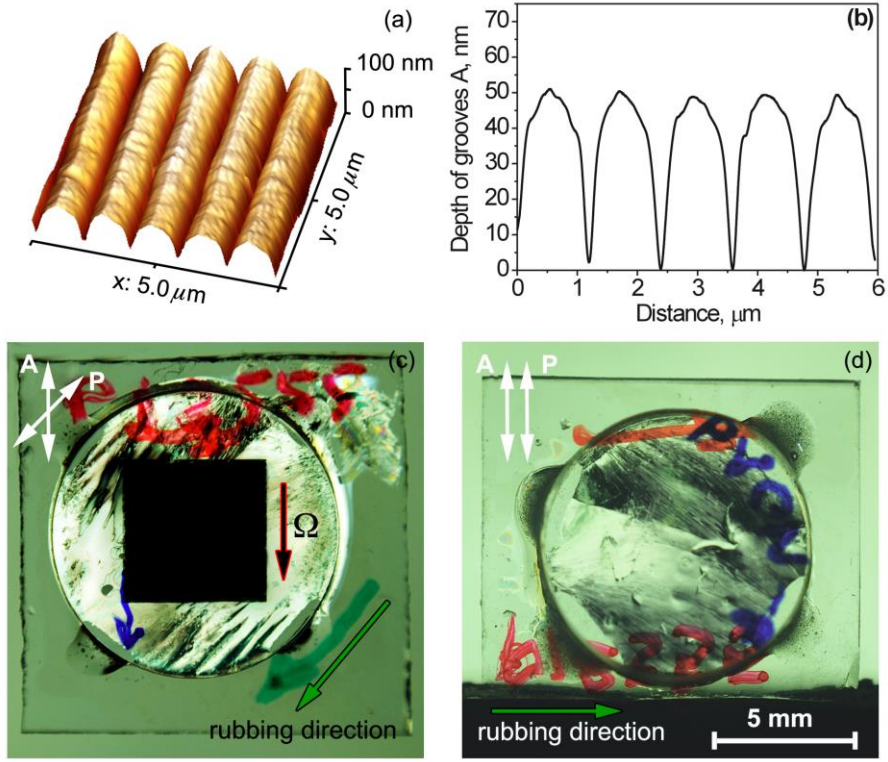 (a)
100 nm
0 nm
y: 5.0 μm
x: 5.0 μm
(b)
Depth of grooves A, nm
70
60
50
40
30
20
10
0
0 1 2 3 4 5 6
Distance, μm
(c)
A
P
Ω
rubbing direction
(d)
A P
rubbing direction
5 mm